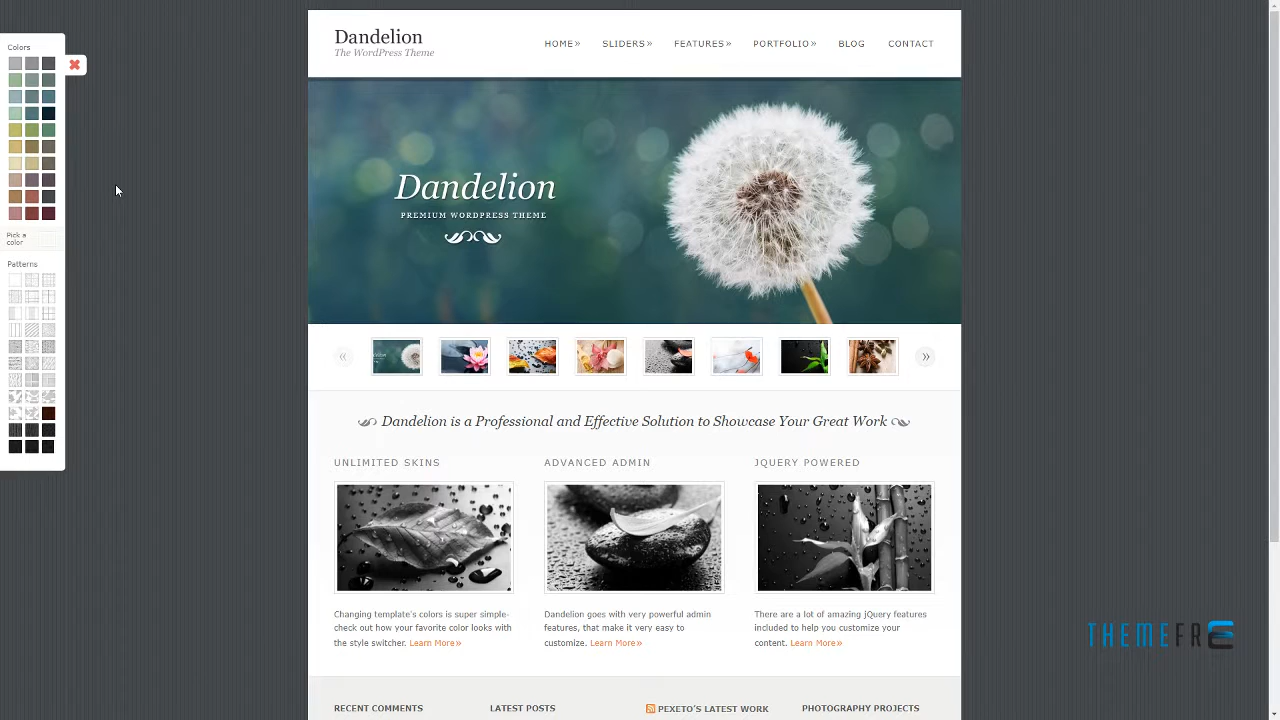 Colors
Pick a
color
Patterns
Dandelion
The WordPress Theme
HOME» SLIDERS» FEATURES» PORTFOLIO» BLOG CONTACT
Dandelion
PREMIUM WORDPRESS THEME
« »
Dandelion is a Professional and Effective Solution to Showcase Your Great Work
UNLIMITED SKINS
Changing template's colors is super simple-
check out how your favorite color looks with
the style switcher. Learn More»
ADVANCED ADMIN
Dandelion goes with very powerful admin
features, that make it very easy to
customize. Learn More»
JQUERY POWERED
There are a lot of amazing jQuery features
included to help you customize your
content. Learn More»
THEMEFRE
RECENT COMMENTS
LATEST POSTS
PEXETO'S LATEST WORK
PHOTOGRAPHY PROJECTS